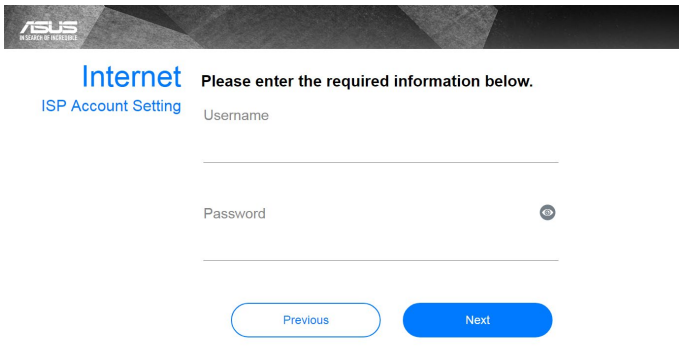 ASUS
IN SEARCH OF INCREDIBLE
Internet
ISP Account Setting
Please enter the required information below.
Username
Password
Previous
Next